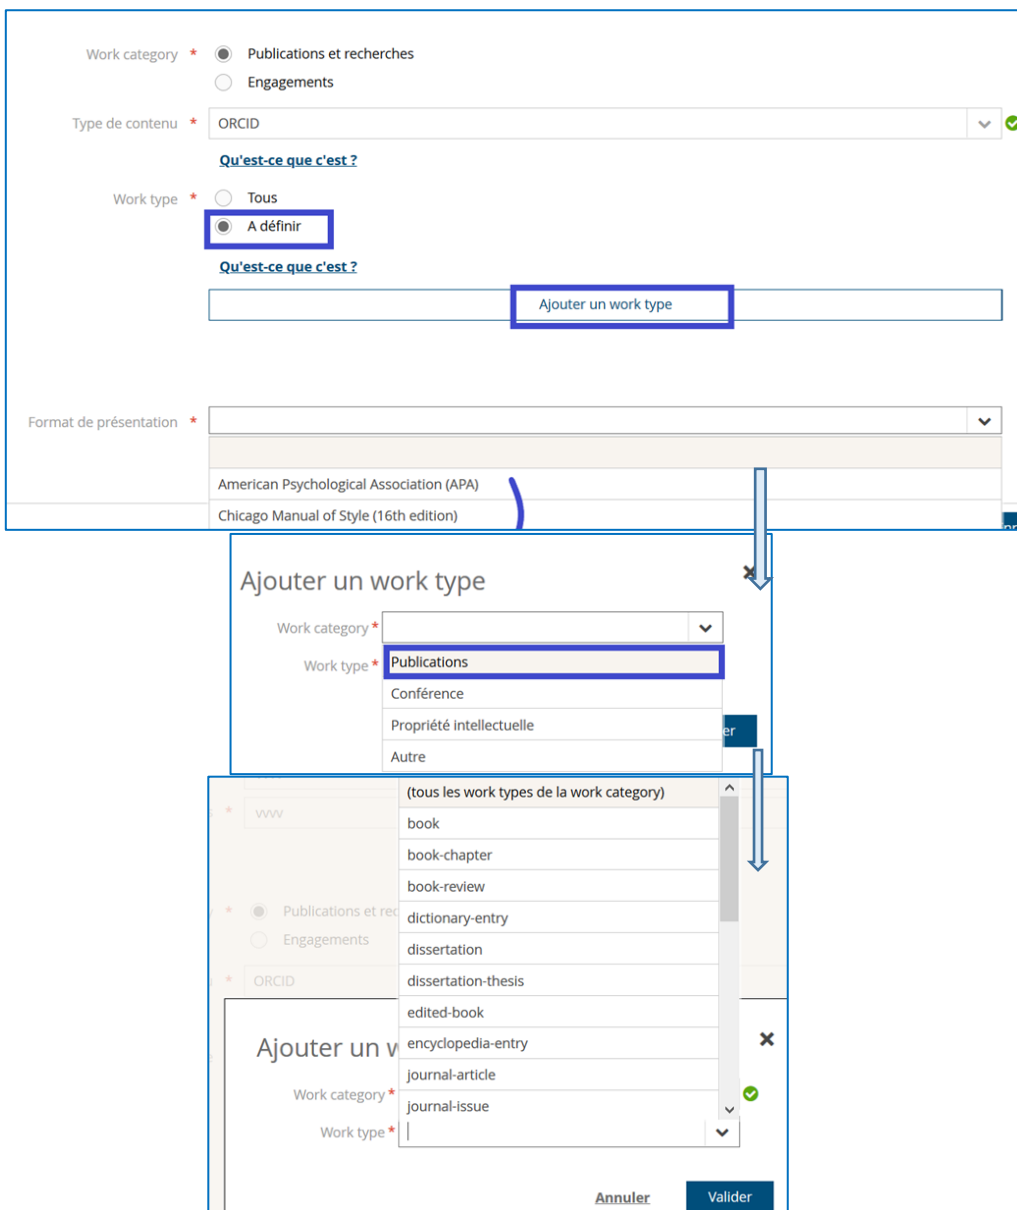 Work category * Publications et recherches
Engagements
Type de contenu * ORCID
Qu'est-ce que c'est ?
Work type * Tous
A définir
Qu'est-ce que c'est ?
Ajouter un work type
Format de présentation *
American Psychological Association (APA)
Chicago Manual of Style (16th edition)
Ajouter un work type
Work category *
Work type * Publications
Conférence
Propriété intellectuelle
er
Autre
(tous les work types de la work category)
* vvvv
book
book-chapter
book-review
* Publications et rec
dictionary-entry
Engagements
dissertation
* ORCID
dissertation-thesis
edited-book
Ajouter un w
encyclopedia-entry
journal-article
Work category *
journal-issue
Work type *
Annuler Valider